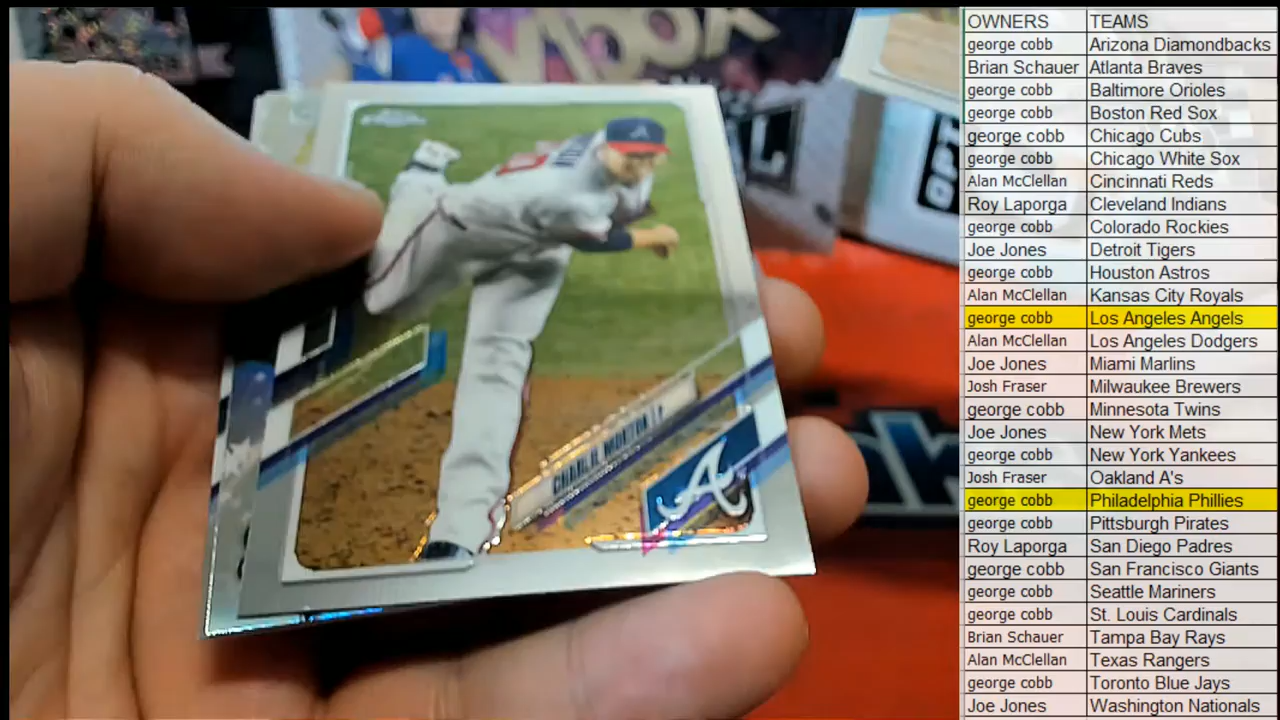 OWNERS TEAMS
george cobb Arizona Diamondbacks
Brian Schauer Atlanta Braves
george cobb Baltimore Orioles
george cobb Boston Red Sox
george cobb Chicago Cubs
george cobb Chicago White Sox
Alan McClellan Cincinnati Reds
Roy Laporga Cleveland Indians
george cobb Colorado Rockies
Joe Jones Detroit Tigers
george cobb Houston Astros
Alan McClellan Kansas City Royals
george cobb Los Angeles Angels
Alan McClellan Los Angeles Dodgers
Joe Jones Miami Marlins
Josh Fraser Milwaukee Brewers
george cobb Minnesota Twins
Joe Jones New York Mets
george cobb New York Yankees
Josh Fraser Oakland A's
george cobb Philadelphia Phillies
george cobb Pittsburgh Pirates
Roy Laporga San Diego Padres
george cobb San Francisco Giants
george cobb Seattle Mariners
george cobb St. Louis Cardinals
Brian Schauer Tampa Bay Rays
Alan McClellan Texas Rangers
george cobb Toronto Blue Jays
Joe Jones Washington Nationals
CHARLIE MORTON
A
A